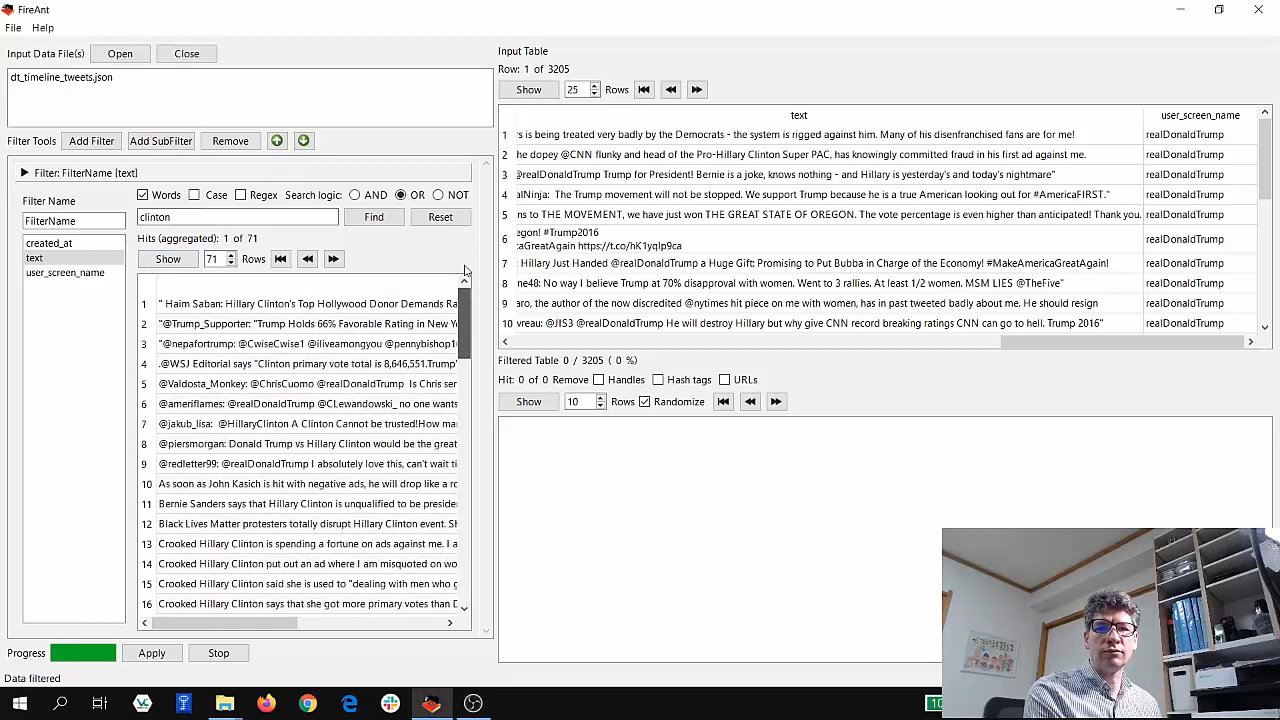 FireAnt
File Help
Input Data File(s) Open Close
dt_timeline_tweets.json
Filter Tools Add Filter Add SubFilter Remove
Filter: FilterName [text]
Filter Name
FilterName
created_at
text
user_screen_name
Words Case Regex Search logic: AND OR NOT
clinton Find Reset
Hits (aggregated): 1 of 71
Show 71 Rows
1 " Haim Saban: Hillary Clinton's Top Hollywood Donor Demands Ra
2 "@Trump_Supporter: "Trump Holds 66% Favorable Rating in New Y
3 "@nepafortrump: @CwiseCwise1 @iliveamongyou @pennybishop1
4 .@WSJ Editorial says "Clinton primary vote total is 8,646,551.Trump'
5 @Valdosta_Monkey: @ChrisCuomo @realDonaldTrump Is Chris ser
6 @ameriflames: @realDonaldTrump @CLewandowski_ no one wants
7 @jakub_lisa: @HillaryClinton A Clinton Cannot be trusted!How ma
8 @piersmorgan: Donald Trump vs Hillary Clinton would be the great
9 @redletter99: @realDonaldTrump I absolutely love this, can't wait ti
10 As soon as John Kasich is hit with negative ads, he will drop like a ro
11 Bernie Sanders says that Hillary Clinton is unqualified to be preside
12 Black Lives Matter protesters totally disrupt Hillary Clinton event. Sh
13 Crooked Hillary Clinton is spending a fortune on ads against me. I a
14 Crooked Hillary Clinton put out an ad where I am misquoted on wo
15 Crooked Hillary Clinton said she is used to "dealing with men who g
16 Crooked Hillary Clinton says that she got more primary votes than D
Progress Apply Stop
Data filtered
Input Table
Row: 1 of 3205
Show 25 Rows
text user_screen_name
1 's is being treated very badly by the Democrats - the system is rigged against him. Many of his disenfranchised fans are for me! realDonaldTrump
2 he dopey @CNN flunky and head of the Pro-Hillary Clinton Super PAC, has knowingly committed fraud in his first ad against me. realDonaldTrump
3 @realDonaldTrump Trump for President! Bernie is a joke, knows nothing - and Hillary is yesterday's and today's nightmare" realDonaldTrump
4 alNinja: The Trump movement will not be stopped. We support Trump because he is a true American looking out for #AmericaFIRST." realDonaldTrump
5 ns to THE MOVEMENT, we have just won THE GREAT STATE OF OREGON. The vote percentage is even higher than anticipated! Thank you. realDonaldTrump
egon! #Trump2016
6 caGreatAgain https://t.co/hK1yqIp9ca realDonaldTrump
7 : Hillary Just Handed @realDonaldTrump a Huge Gift: Promising to Put Bubba in Charge of the Economy! #MakeAmericaGreatAgain! realDonaldTrump
8 ne48: No way I believe Trump at 70% disapproval with women. Went to 3 rallies. At least 1/2 women. MSM LIES @TheFive" realDonaldTrump
9 aro, the author of the now discredited @nytimes hit piece on me with women, has in past tweeted badly about me. He should resign realDonaldTrump
10 vreau: @JIS3 @realDonaldTrump He will destroy Hillary but why give CNN record breaking ratings CNN can go to hell. Trump 2016" realDonaldTrump
Filtered Table 0 / 3205 ( 0 %)
Hit: 0 of 0 Remove Handles Hash tags URLs
Show 10 Rows Randomize